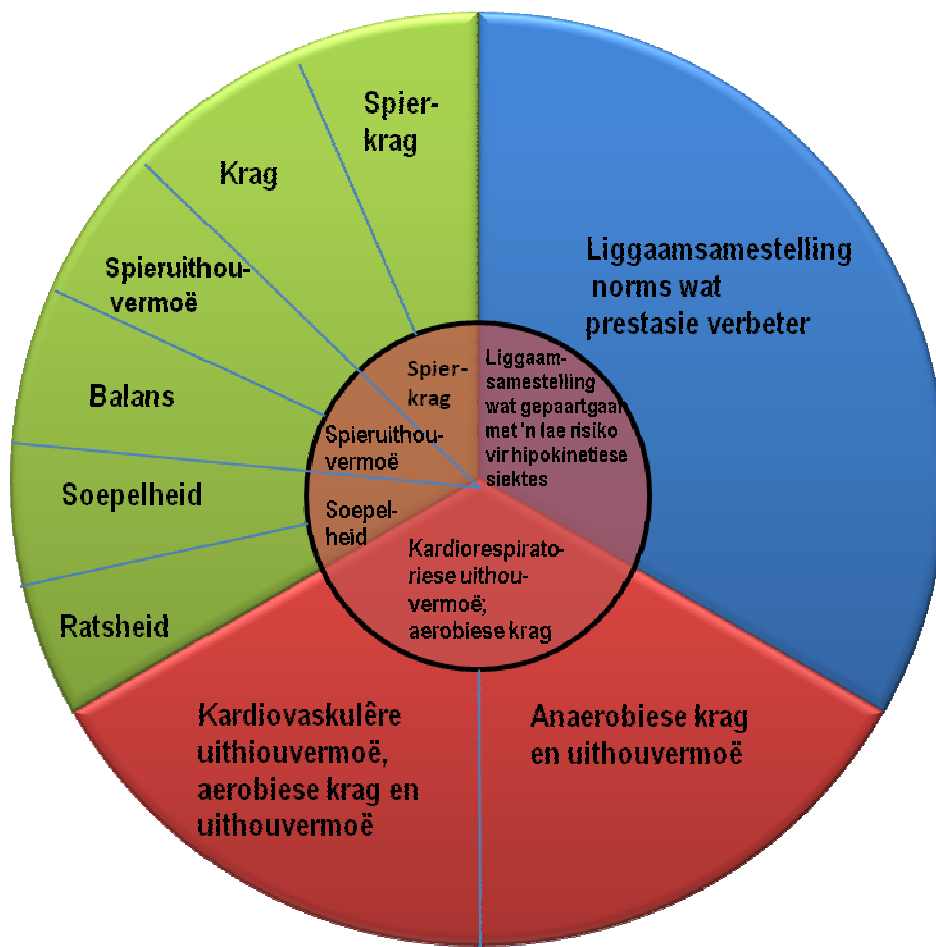 Spier-
krag
Krag
Spieruithou-
vermoë
Balans
Soepelheid
Ratsheid
Liggaamsamestelling
norms wat
prestasie verbeter
Spier-
krag
Spieruithou-
vermoë
Soepel-
heid
Liggaam-
samestelling
wat gepaartgaan
met 'n lae risiko
vir hipokinetiese
siektes
Kardiorespirato-
riese uithou-
vermoë;
aerobiese krag
Kardiovaskulêre
uithiouvermoë,
aerobiese krag en
uithouvermoë
Anaerobiese krag
en uithouvermoë